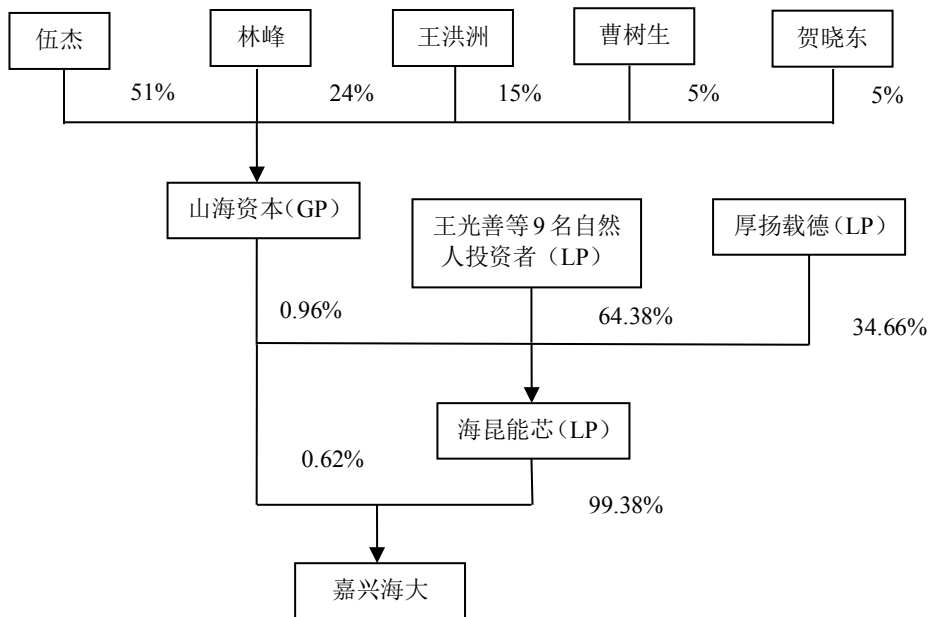 伍杰
林峰
王洪洲
曹树生
贺晓东
51%
24%
15%
5%
5%
山海资本(GP)
王光善等9名自然
人投资者（LP）
厚扬载德(LP)
0.96%
64.38%
34.66%
海昆能芯(LP)
0.62%
99.38%
嘉兴海大